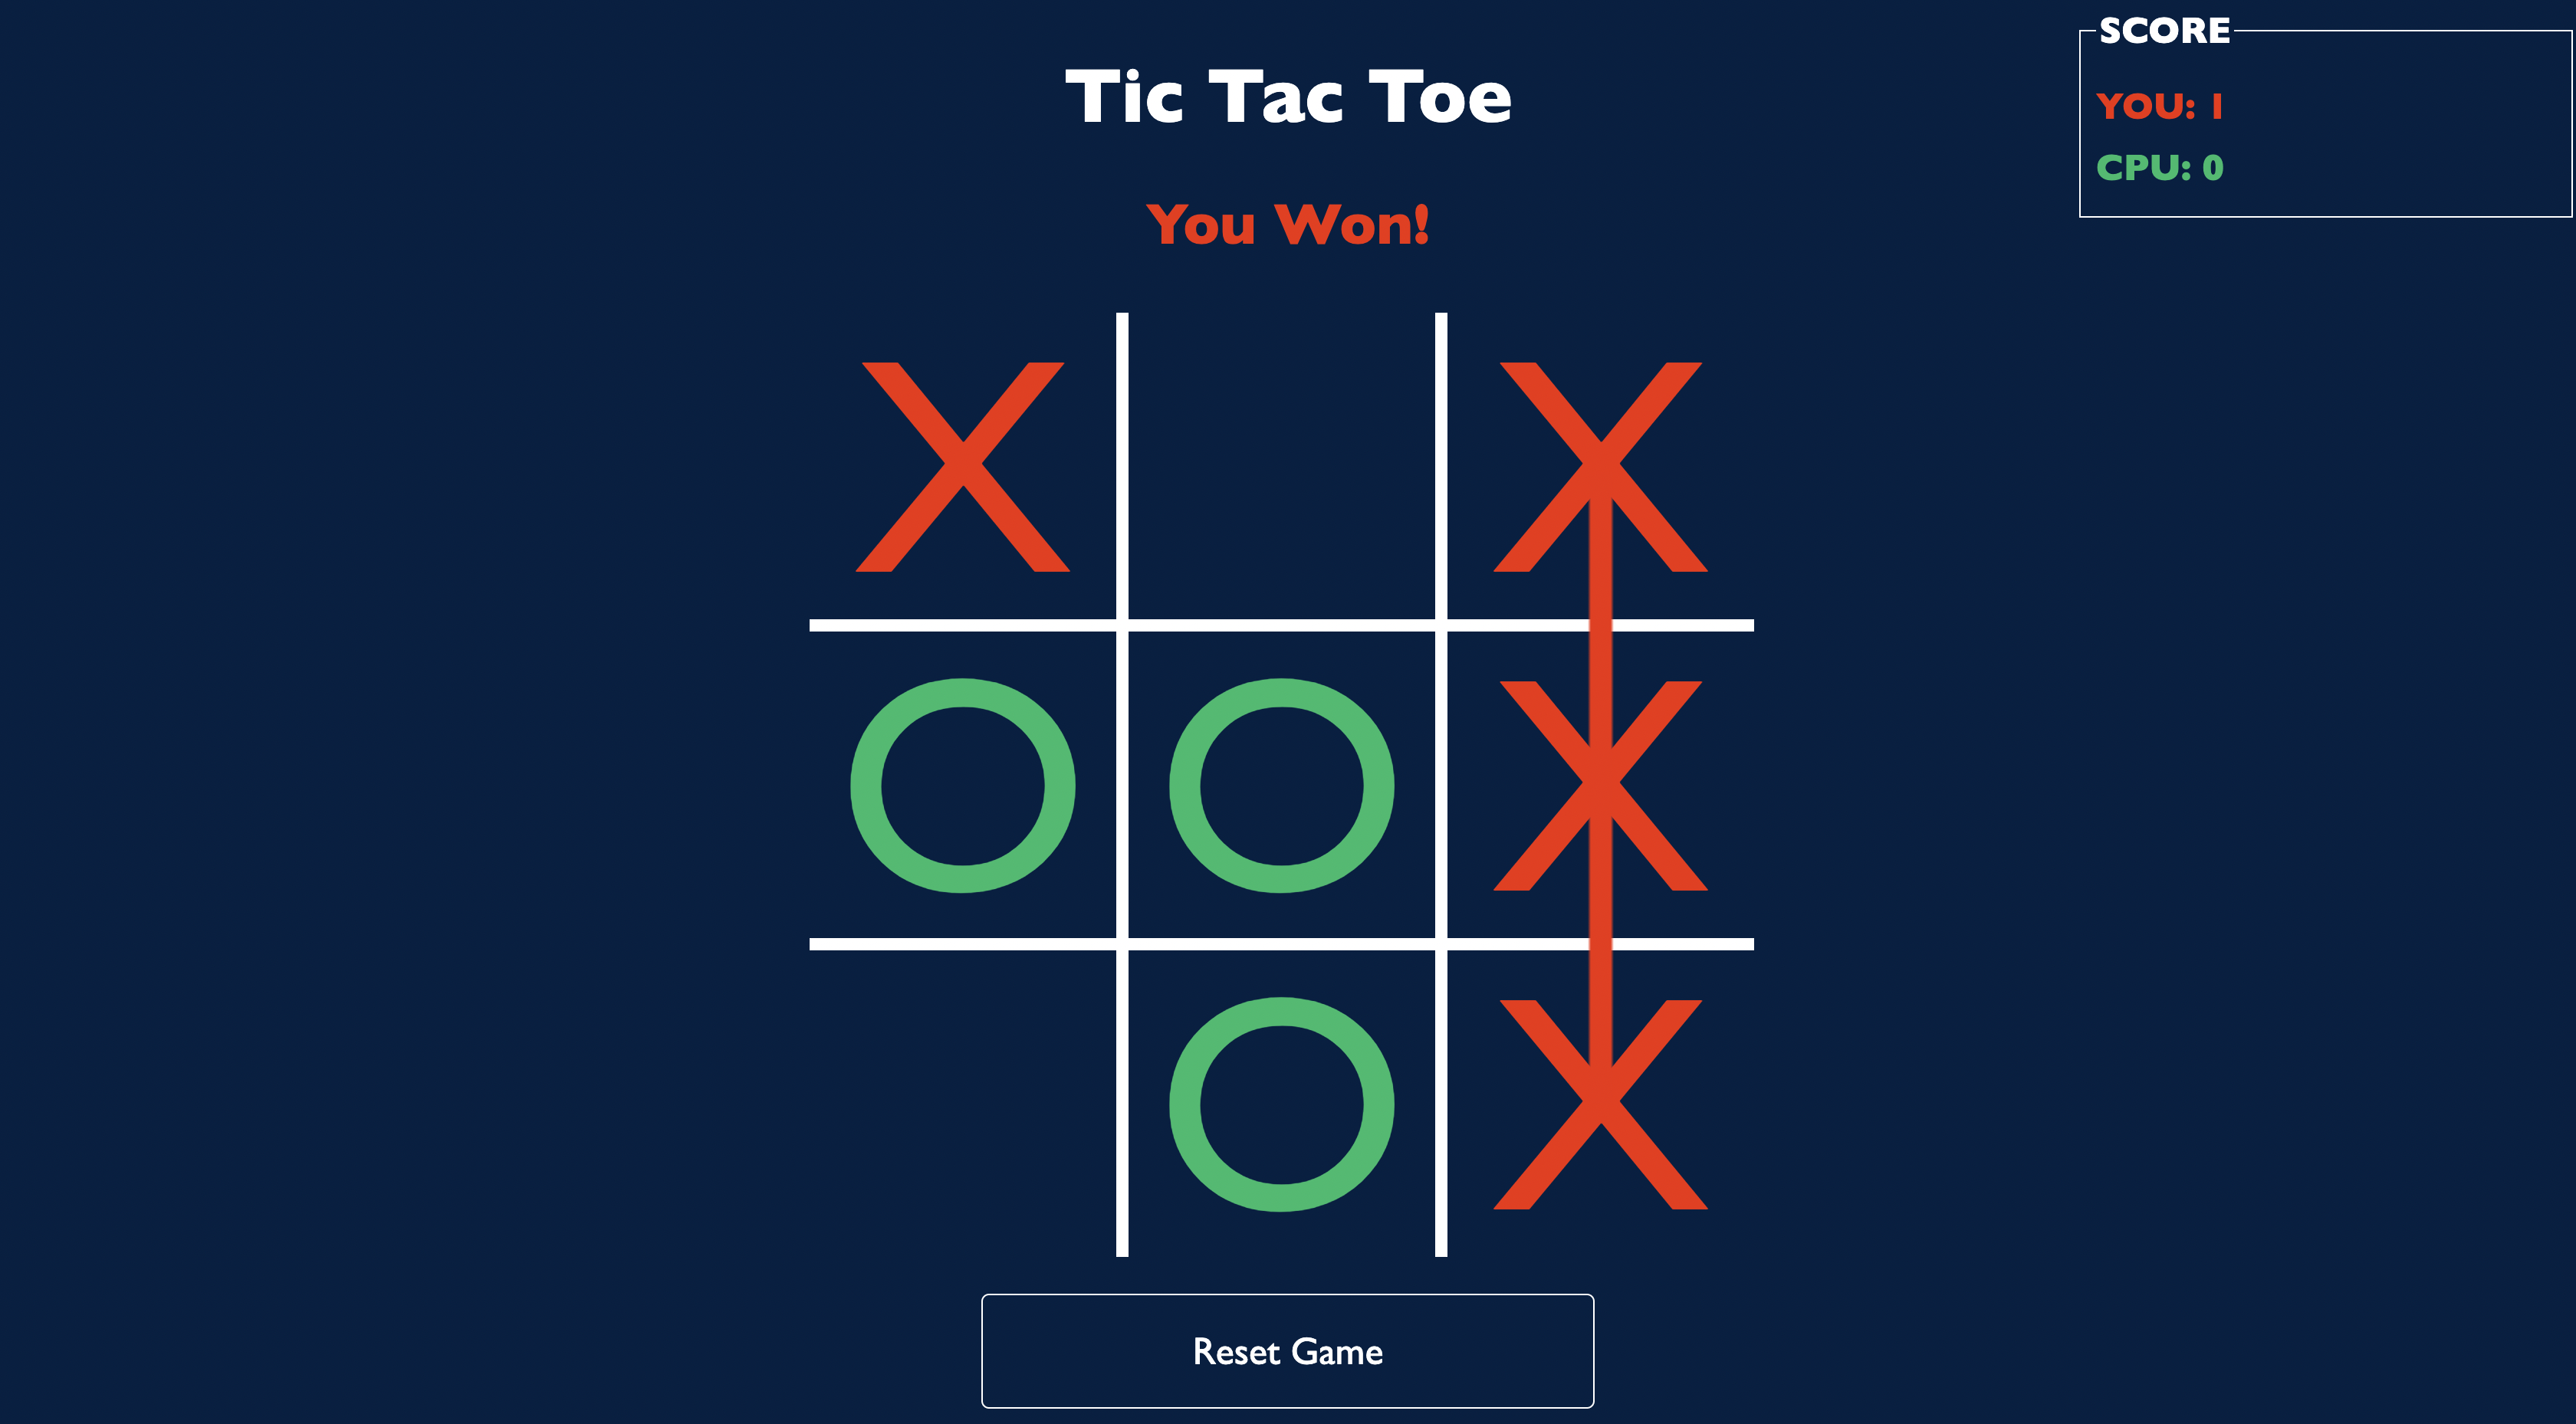 Tic Tac Toe
You Won!
SCORE
YOU: 1
CPU: 0
X X
O O X
O X
Reset Game